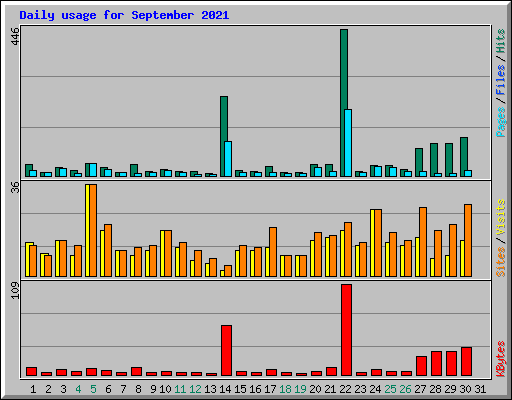 Daily usage for September 2021
446
Pages / Files / Hits
36
Sites / Visits
109
KBytes
1 2 3 4 5 6 7 8 9 10 11 12 13 14 15 16 17 18 19 20 21 22 23 24 25 26 27 28 29 30 31